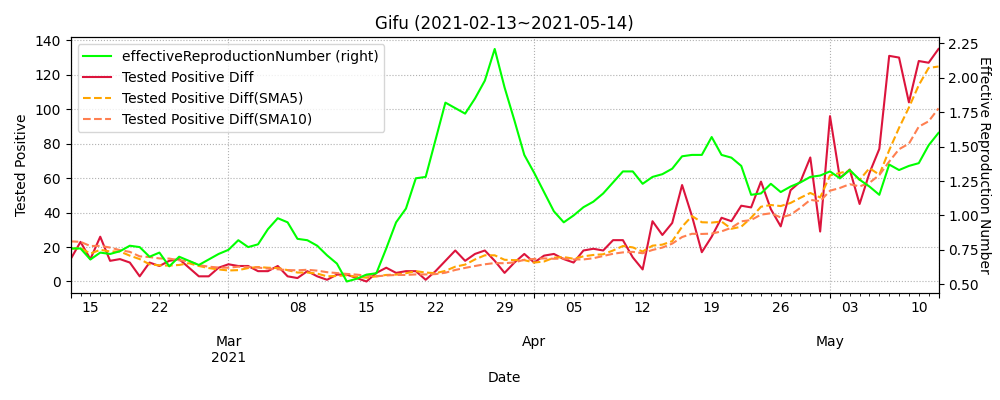 Gifu (2021-02-13~2021-05-14)
effectiveReproductionNumber (right)
Tested Positive Diff
Tested Positive Diff(SMA5)
Tested Positive Diff(SMA10)
Tested Positive
140
120
100
80
60
40
20
0
2.25
2.00
1.75
1.50
1.25
1.00
0.75
0.50
Effective Reproduction Number
15 22 08 15 22 29 05 12 19 26 03 10
Mar Apr May
2021
Date